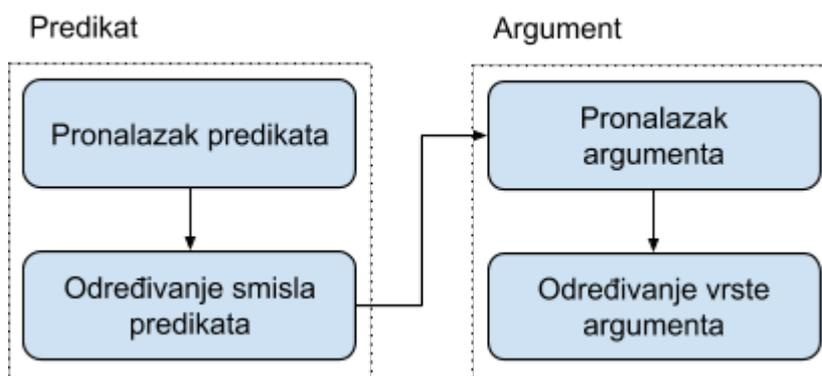 Predikat
Pronalazak predikata
Određivanje smisla
predikata
Argument
Pronalazak
argumenta
Određivanje vrste
argumenta